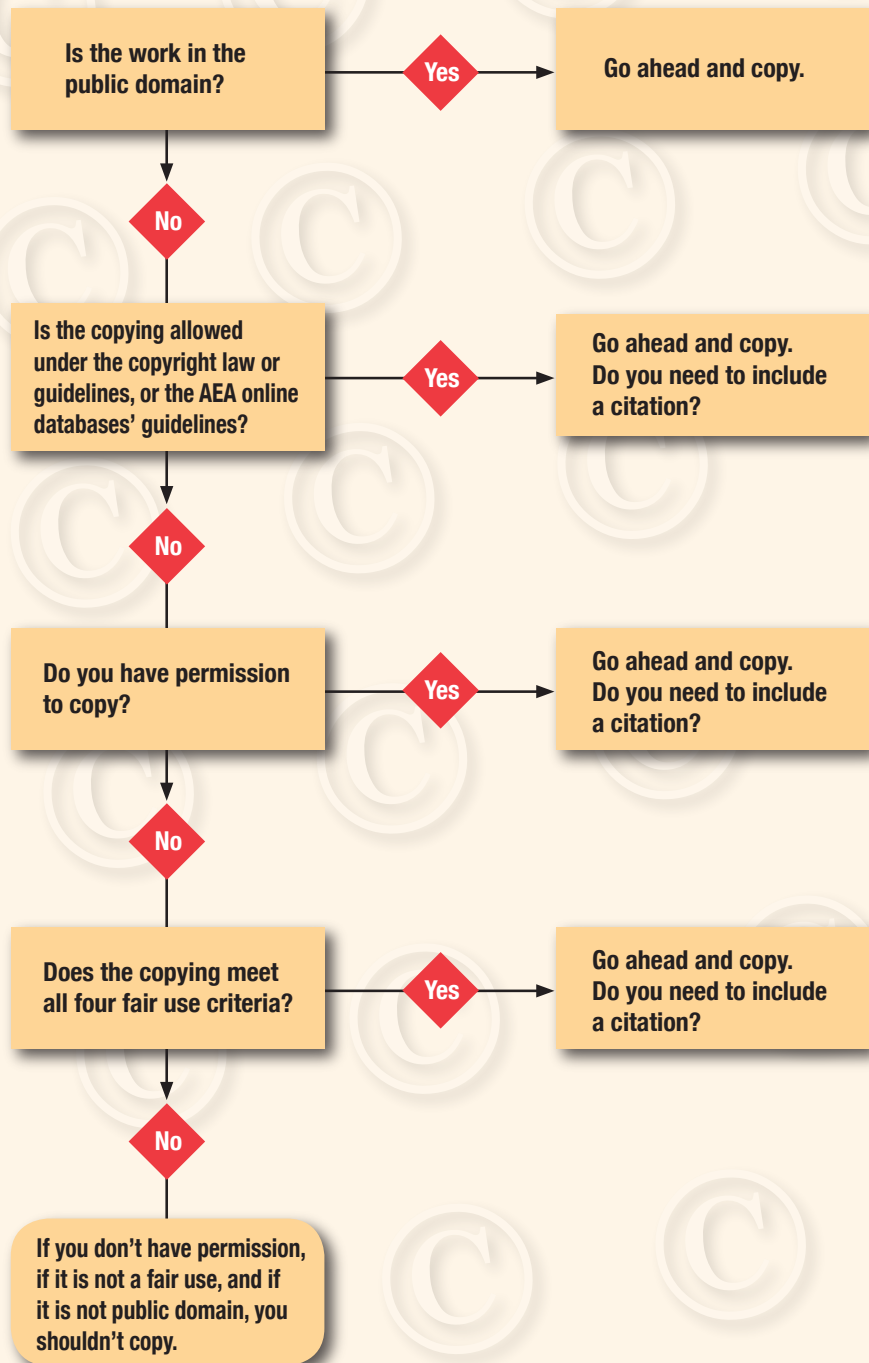 Is the work in the
public domain?
Yes
Go ahead and copy.
No
Is the copying allowed
under the copyright law or
guidelines, or the AEA online
databases’ guidelines?
Yes
Go ahead and copy.
Do you need to include
a citation?
No
Do you have permission
to copy?
Yes
Go ahead and copy.
Do you need to include
a citation?
No
Does the copying meet
all four fair use criteria?
Yes
Go ahead and copy.
Do you need to include
a citation?
No
If you don’t have permission,
if it is not a fair use, and if
it is not public domain, you
shouldn’t copy.